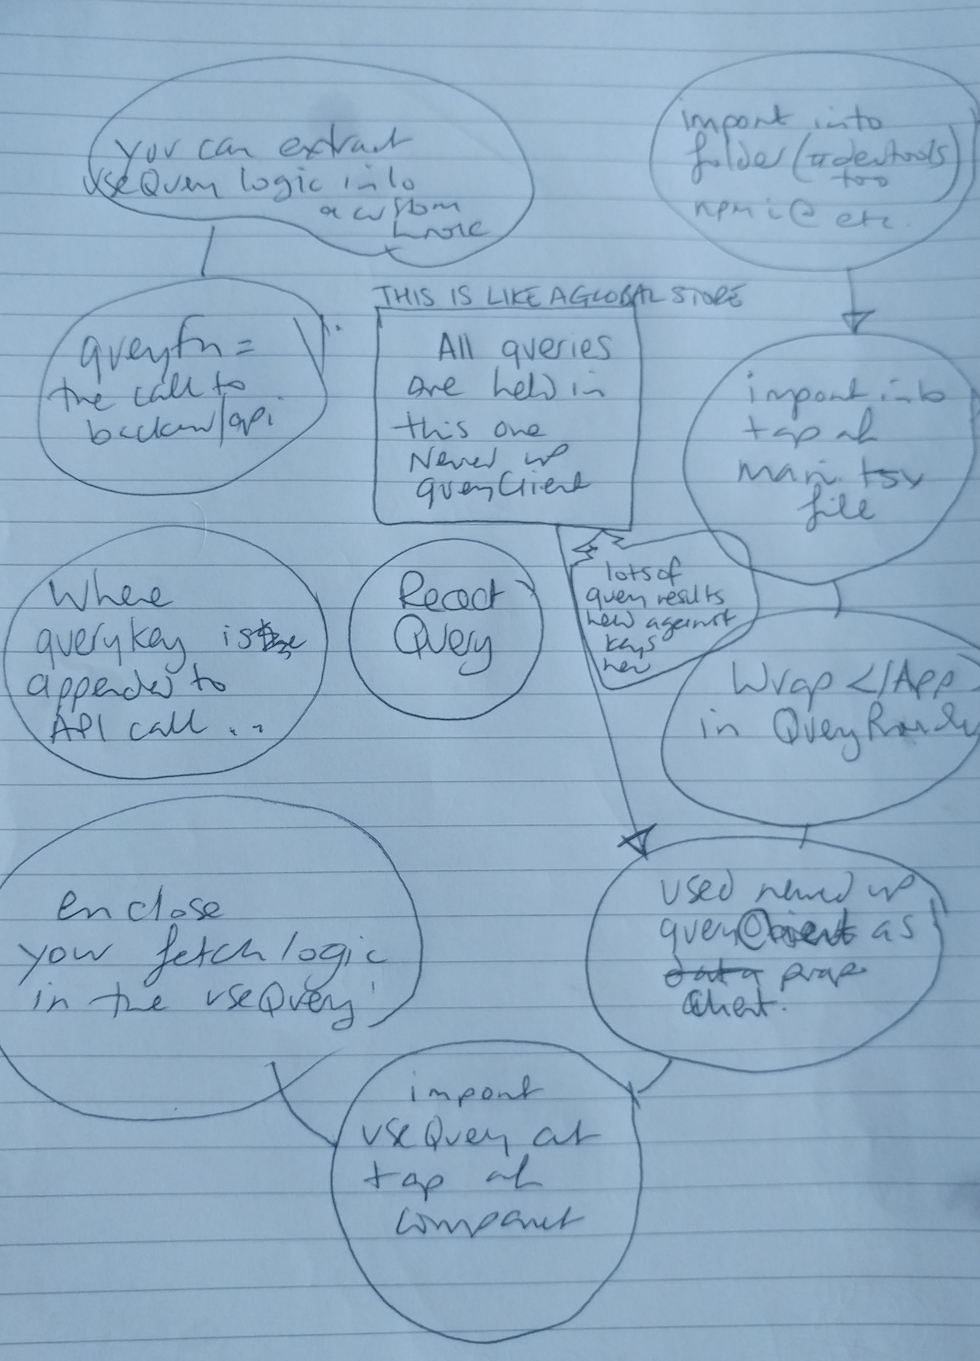 you can extract
useQuery logic into
a custom
import into
folder ( devtools)
too
npm i @ etc.
THIS IS LIKE A GLOBAL STORE
All queries
are held in
this one
Newed up
queryClient
queryfn =
the call to
backend/api
import into
top of
main.tsx
file
lots of
query results
held against
keys
here
React
Query
Where
querykey is the
appended to
API call ...
Wrap </App
in Query
used newed up
queryClient as
data prop
client.
enclose
your fetch logic
in the useQuery
import
useQuery at
top of
component